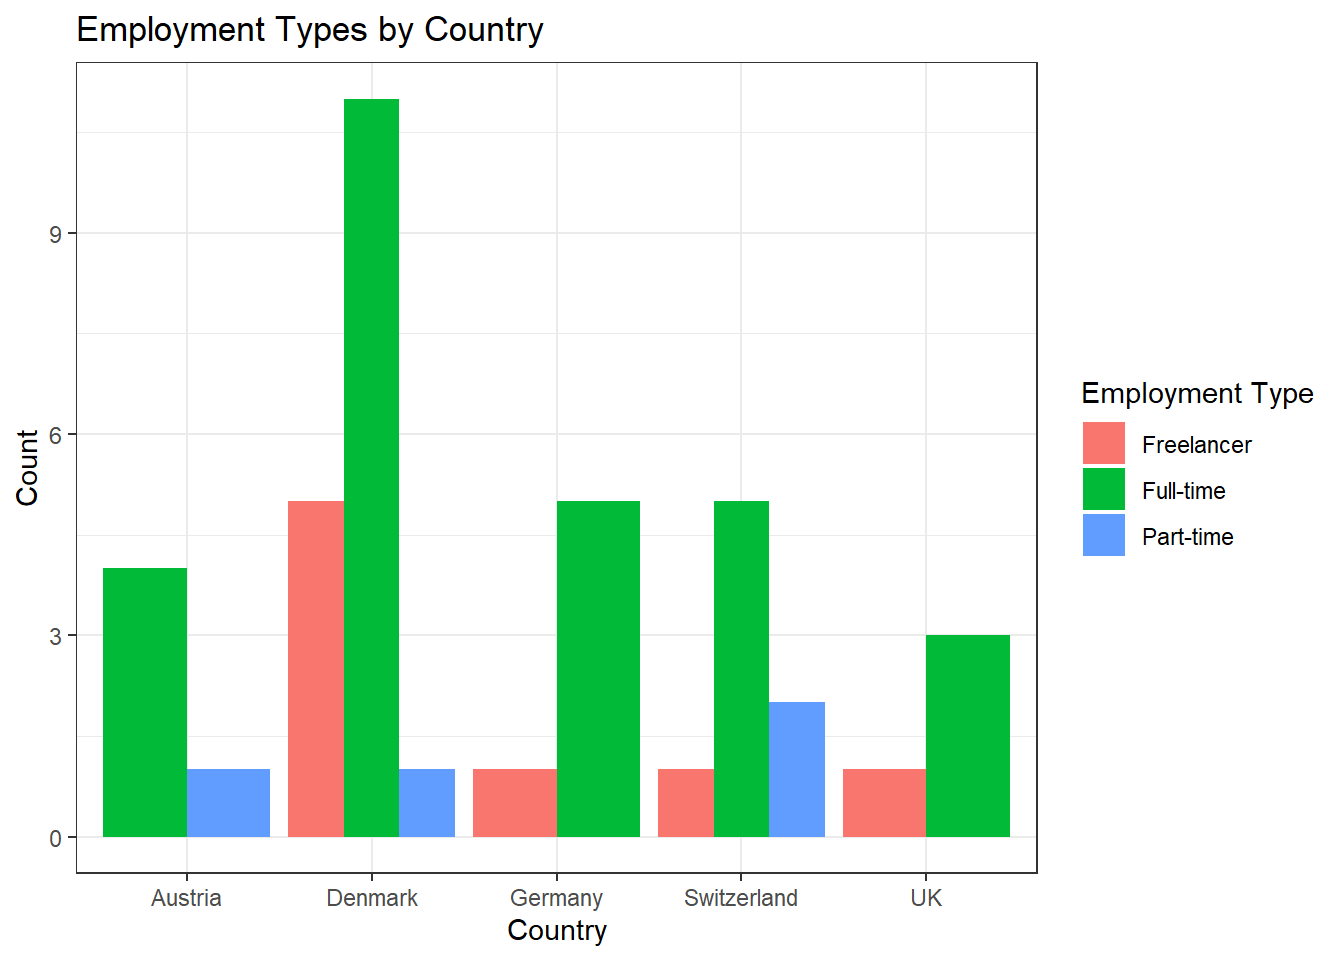 Employment Types by Country
Count
9
6
3
0
Austria
Denmark
Germany
Switzerland
UK
Country
Employment Type
Freelancer
Full-time
Part-time